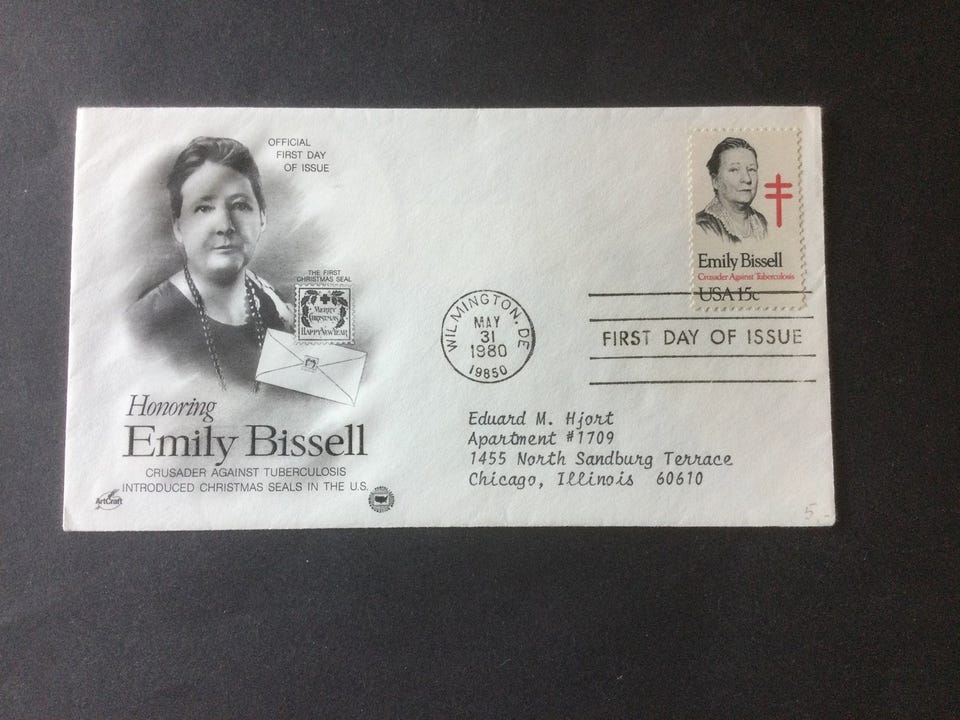 OFFICIAL
FIRST DAY
OF ISSUE
THE FIRST
CHRISTMAS SEAL
MERRY
CHRISTMAS
HAPPY NEW YEAR
Honoring
Emily Bissell
CRUSADER AGAINST TUBERCULOSIS
INTRODUCED CHRISTMAS SEALS IN THE U.S.
ArtCraft
Emily Bissell
Crusader Against Tuberculosis
USA 15c
WILMINGTON, DE
MAY
31
1980
19850
FIRST DAY OF ISSUE
Eduard M. Hjort
Apartment #1709
1455 North Sandburg Terrace
Chicago, Illinois 60610
5.-